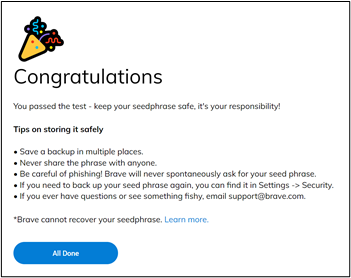 Congratulations
You passed the test - keep your seedphrase safe, it's your responsibility!
Tips on storing it safely
• Save a backup in multiple places.
• Never share the phrase with anyone.
• Be careful of phishing! Brave will never spontaneously ask for your seed phrase.
• If you need to back up your seed phrase again, you can find it in Settings -> Security.
• If you ever have questions or see something fishy, email support@brave.com.
*Brave cannot recover your seedphrase. Learn more.
All Done